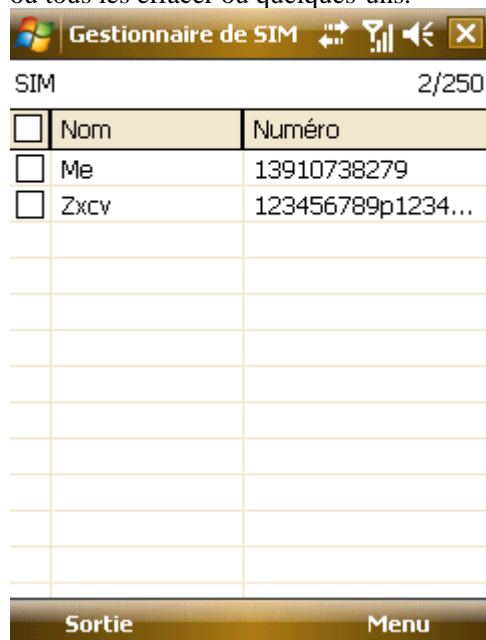 ou tous les effacer ou quelques-uns.
Gestionnaire de SIM
SIM 2/250
Nom Numéro
Me 13910738279
Zxcv 123456789p1234...
Sortie Menu